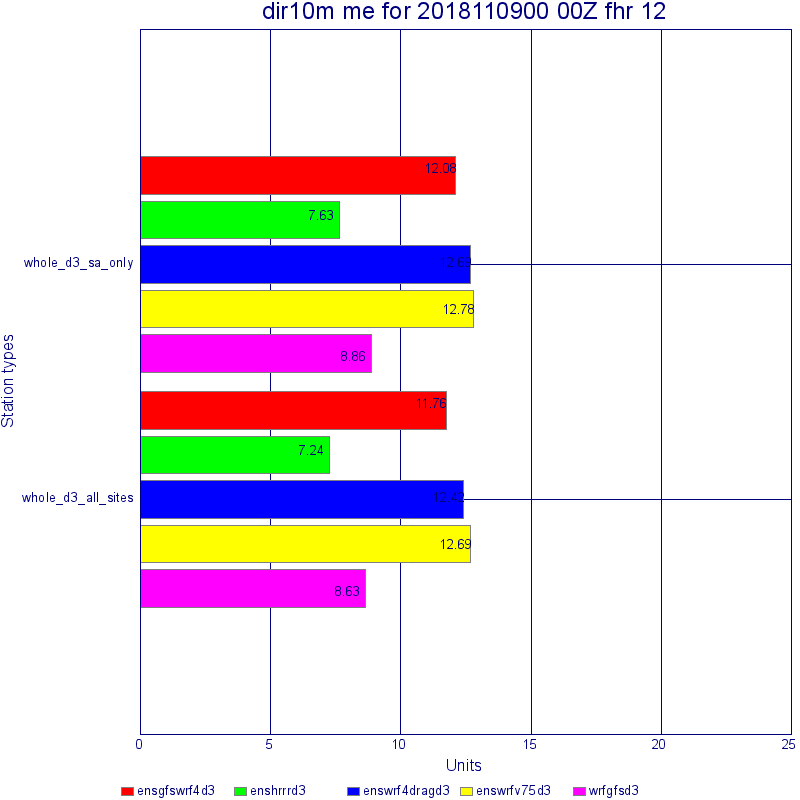 dir10m me for 2018110900 00Z fhr 12
12.08
7.63
whole_d3_sa_only
12.69
12.78
8.86
Station types
11.76
7.24
whole_d3_all_sites
12.69
8.63
0 5 10 15 20 25
Units
ensgfswrf4d3 enshrrrd3 enswrf4dragd3 enswrfv75d3 wrfgfsd3